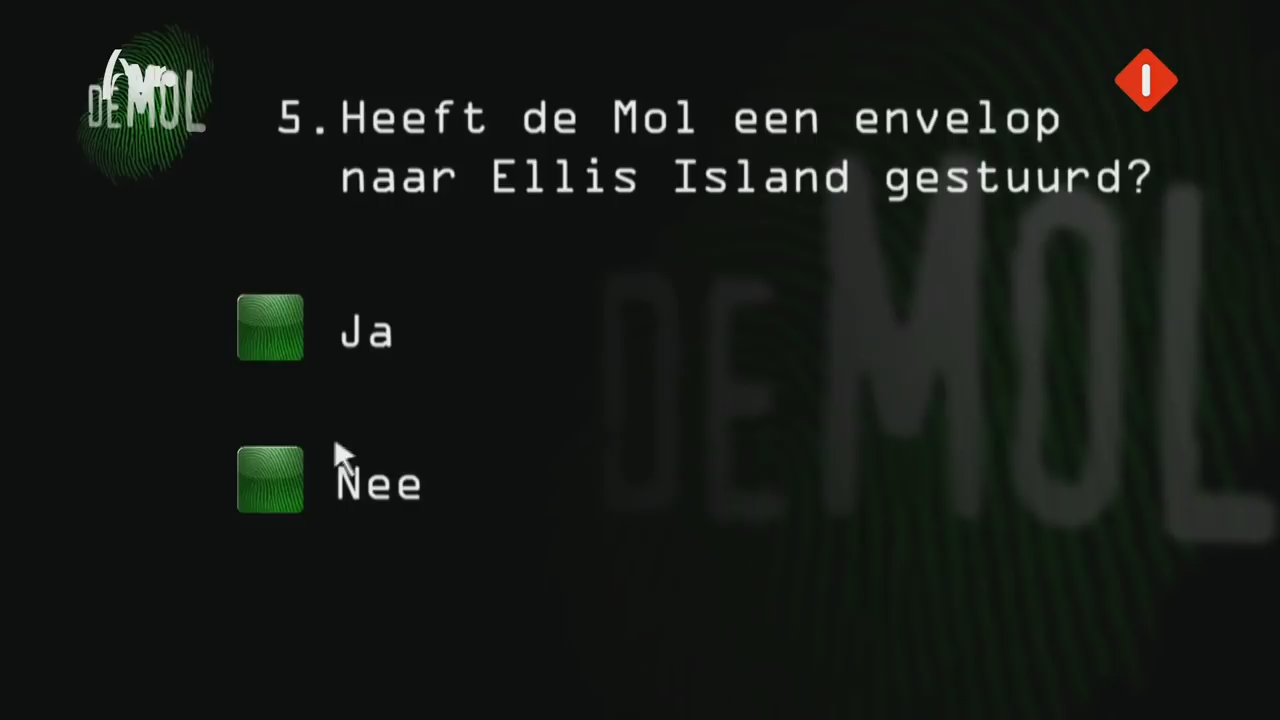 DE MOL
5. Heeft de Mol een envelop
naar Ellis Island gestuurd?
Ja
Nee
DE MOL